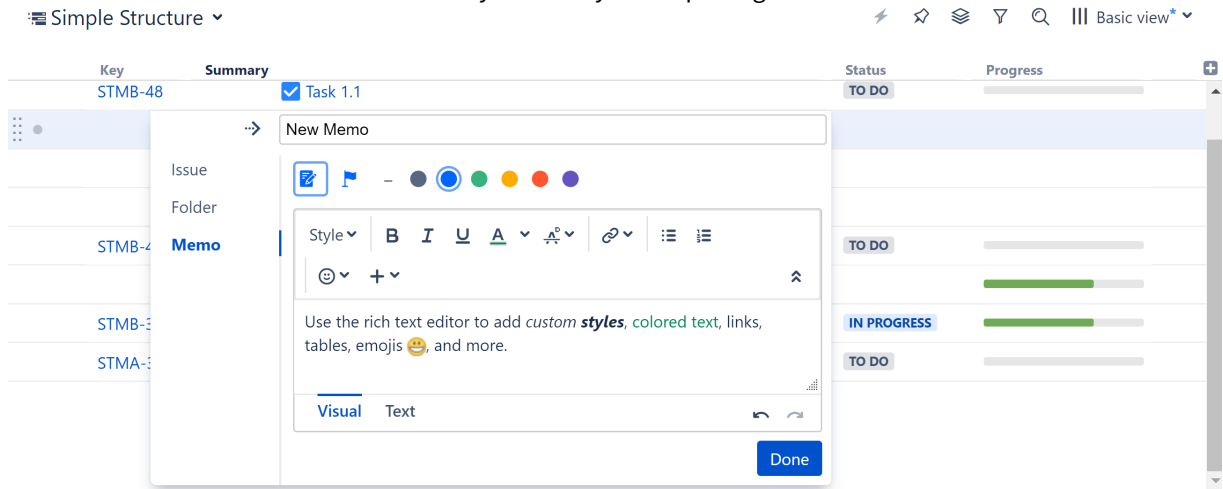 Simple Structure
Basic view*
Key Summary Status Progress
STMB-48 Task 1.1 TO DO
New Memo
Issue
Folder
Memo
Style B I U A
STMB-4 TO DO
Use the rich text editor to add custom styles, colored text, links,
tables, emojis 😀, and more.
STMB-3 IN PROGRESS
STMA-3 TO DO
Visual Text
Done